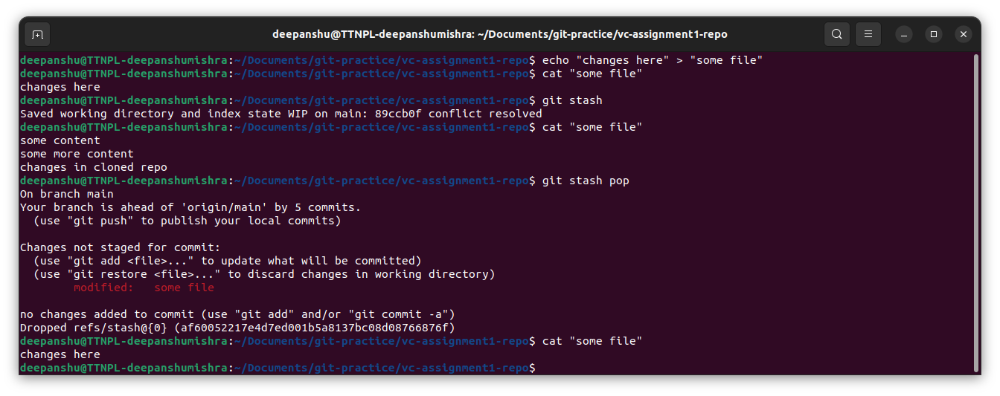 deepanshu@TTNPL-deepanshumishra: ~/Documents/git-practice/vc-assignment1-repo
deepanshu@TTNPL-deepanshumishra:~/Documents/git-practice/vc-assignment1-repo$ echo "changes here" > "some file"
deepanshu@TTNPL-deepanshumishra:~/Documents/git-practice/vc-assignment1-repo$ cat "some file"
changes here
deepanshu@TTNPL-deepanshumishra:~/Documents/git-practice/vc-assignment1-repo$ git stash
Saved working directory and index state WIP on main: 89ccb0f conflict resolved
deepanshu@TTNPL-deepanshumishra:~/Documents/git-practice/vc-assignment1-repo$ cat "some file"
some content
some more content
changes in cloned repo
deepanshu@TTNPL-deepanshumishra:~/Documents/git-practice/vc-assignment1-repo$ git stash pop
On branch main
Your branch is ahead of 'origin/main' by 5 commits.
  (use "git push" to publish your local commits)

Changes not staged for commit:
  (use "git add <file>..." to update what will be committed)
  (use "git restore <file>..." to discard changes in working directory)
        modified:   some file

no changes added to commit (use "git add" and/or "git commit -a")
Dropped refs/stash@{0} (af60052217e4d7ed001b5a8137bc08d08766876f)
deepanshu@TTNPL-deepanshumishra:~/Documents/git-practice/vc-assignment1-repo$ cat "some file"
changes here
deepanshu@TTNPL-deepanshumishra:~/Documents/git-practice/vc-assignment1-repo$